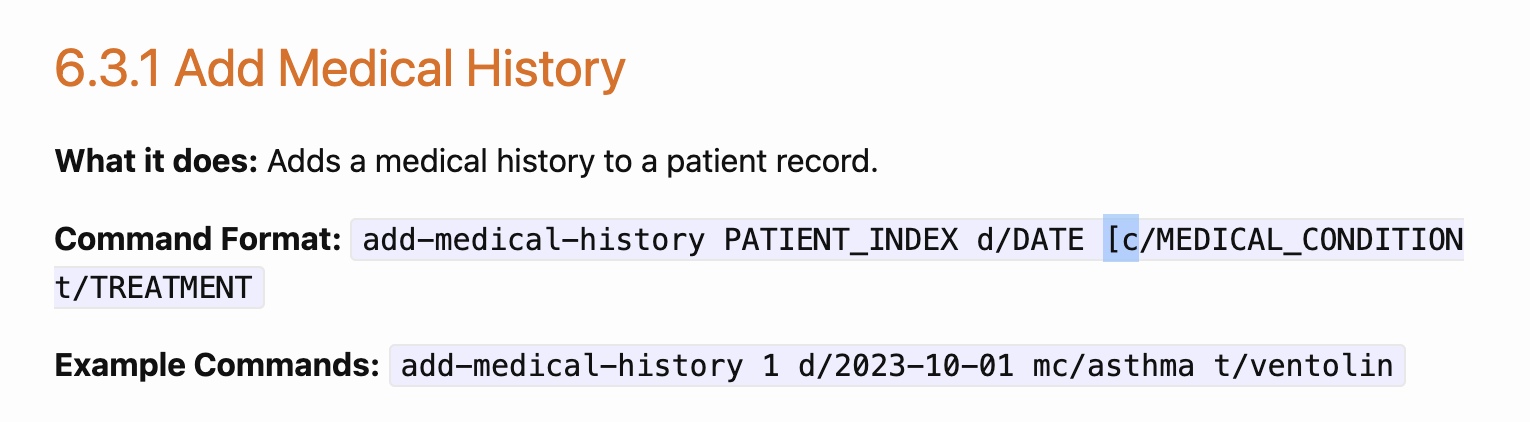 6.3.1 Add Medical History
What it does: Adds a medical history to a patient record.
Command Format: add-medical-history PATIENT_INDEX d/DATE [c/MEDICAL_CONDITION
t/TREATMENT
Example Commands: add-medical-history 1 d/2023-10-01 mc/asthma t/ventolin